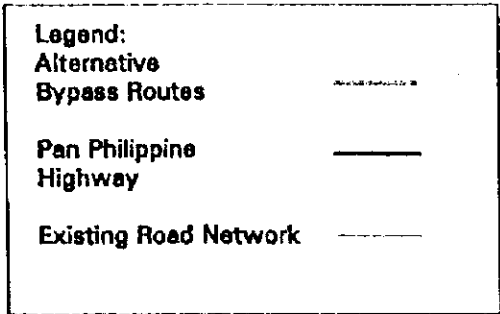 Legend:
Alternative
Bypass Routes
Pan Philippine
Highway
Existing Road Network